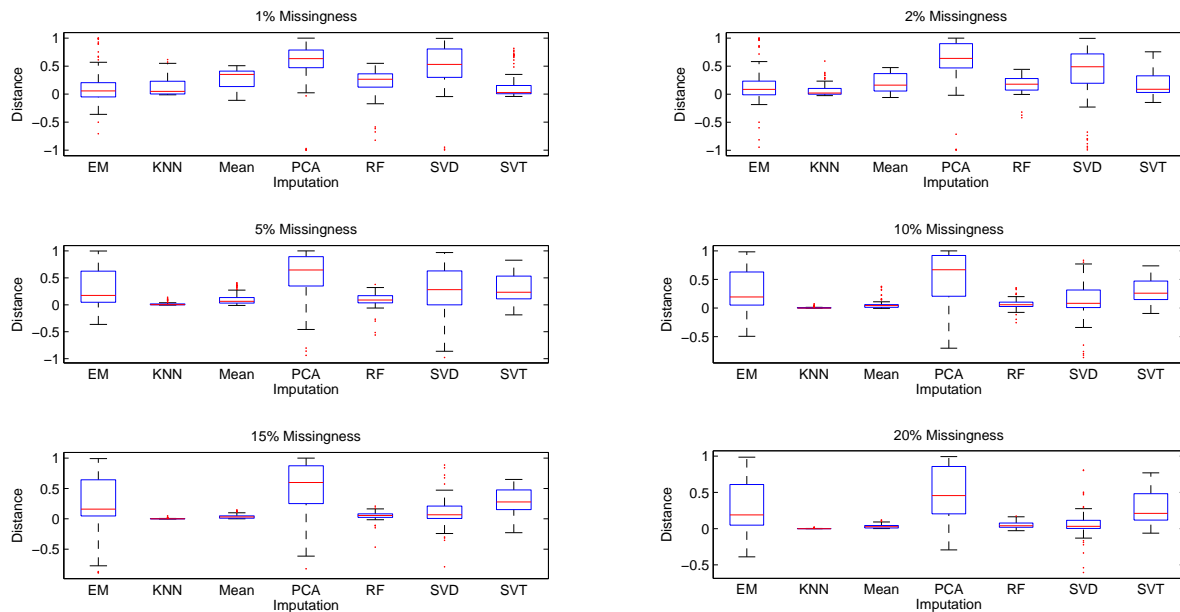 1% Missingness
1
0.5
0
−0.5
−1
Distance
EM KNN Mean PCA RF SVD SVT
Imputation
2% Missingness
1
0.5
0
−0.5
−1
Distance
EM KNN Mean PCA RF SVD SVT
Imputation
5% Missingness
1
0.5
0
−0.5
−1
Distance
EM KNN Mean PCA RF SVD SVT
Imputation
10% Missingness
1
0.5
0
−0.5
Distance
EM KNN Mean PCA RF SVD SVT
Imputation
15% Missingness
1
0.5
0
−0.5
Distance
EM KNN Mean PCA RF SVD SVT
Imputation
20% Missingness
1
0.5
0
−0.5
Distance
EM KNN Mean PCA RF SVD SVT
Imputation